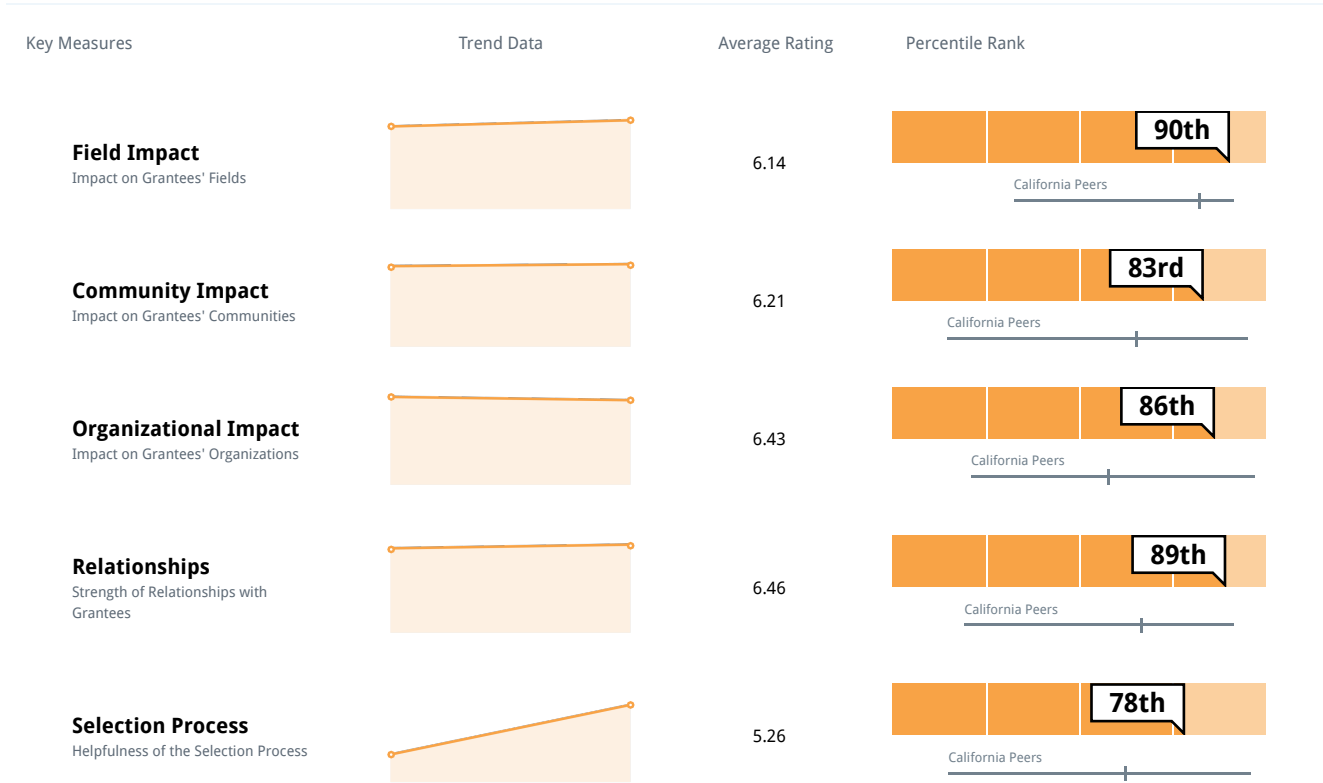 Key Measures
Trend Data
Average Rating
Percentile Rank
Field Impact
Impact on Grantees' Fields
6.14
90th
California Peers
Community Impact
Impact on Grantees' Communities
6.21
83rd
California Peers
Organizational Impact
Impact on Grantees' Organizations
6.43
86th
California Peers
Relationships
Strength of Relationships with
Grantees
6.46
89th
California Peers
Selection Process
Helpfulness of the Selection Process
5.26
78th
California Peers